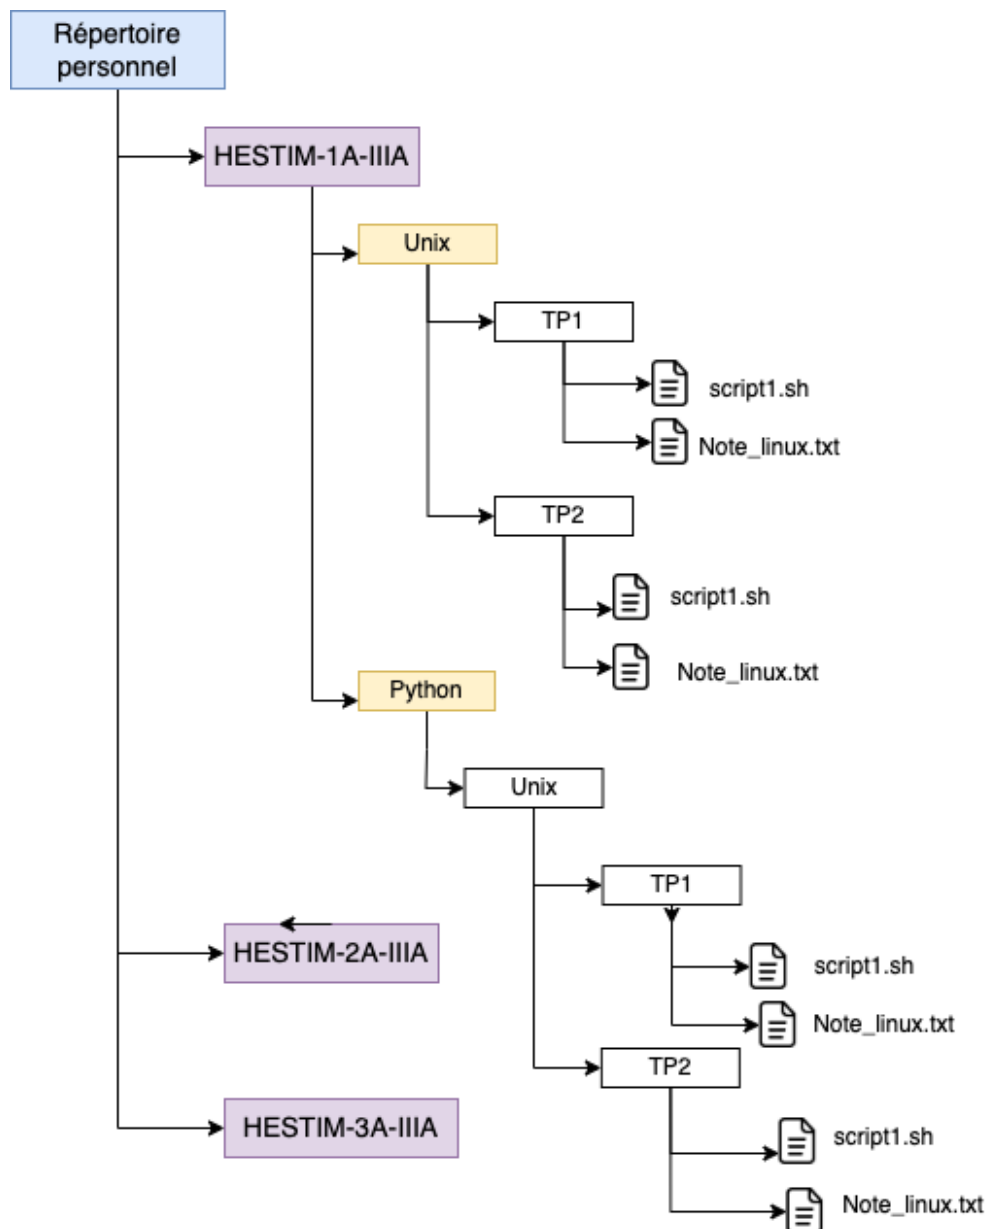 Répertoire
personnel
HESTIM-1A-IIIA
Unix
TP1
script1.sh
Note_linux.txt
TP2
script1.sh
Note_linux.txt
Python
Unix
TP1
HESTIM-2A-IIIA
script1.sh
Note_linux.txt
TP2
HESTIM-3A-IIIA
script1.sh
Note_linux.txt